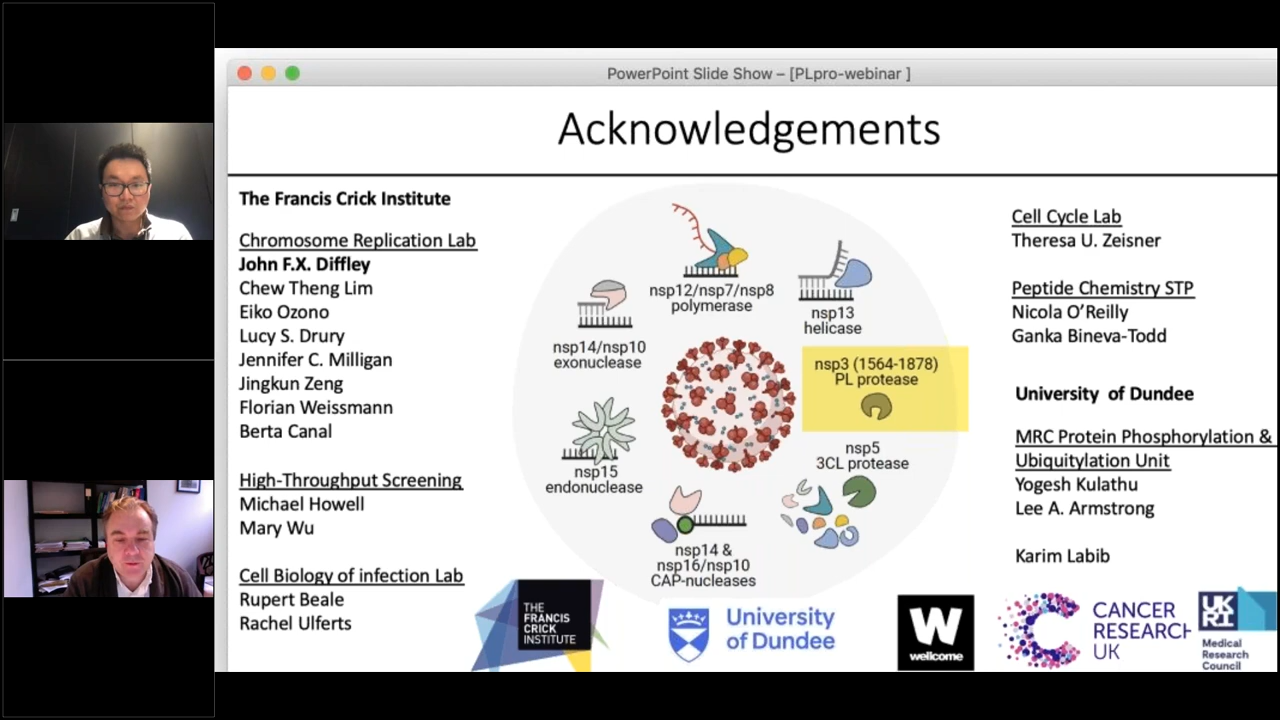 PowerPoint Slide Show – [PLpro-webinar ]
Acknowledgements
The Francis Crick Institute
Chromosome Replication Lab
John F.X. Diffley
Chew Theng Lim
Eiko Ozono
Lucy S. Drury
Jennifer C. Milligan
Jingkun Zeng
Florian Weissmann
Berta Canal
High-Throughput Screening
Michael Howell
Mary Wu
Cell Biology of infection Lab
Rupert Beale
Rachel Ulferts
nsp12/nsp7/nsp8
polymerase
nsp13
helicase
nsp14/nsp10
exonuclease
nsp3 (1564-1878)
PL protease
nsp5
3CL protease
nsp15
endonuclease
nsp14 &
nsp16/nsp10
CAP-nucleases
Cell Cycle Lab
Theresa U. Zeisner
Peptide Chemistry STP
Nicola O’Reilly
Ganka Bineva-Todd
University of Dundee
MRC Protein Phosphorylation &
Ubiquitylation Unit
Yogesh Kulathu
Lee A. Armstrong
Karim Labib
THE
FRANCIS
CRICK
INSTITUTE
University
of Dundee
W
wellcome
CANCER
RESEARCH
UK
UK
RI
Medical
Research
Council